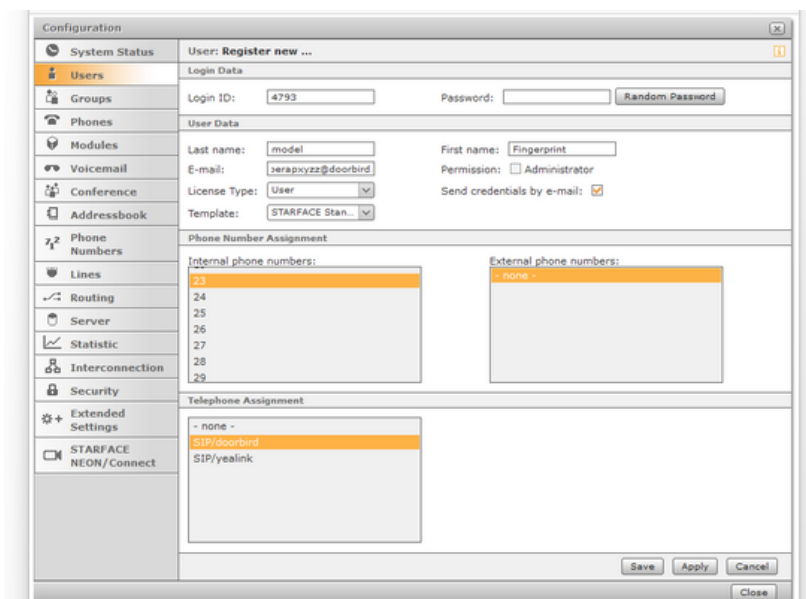 Configuration
System Status
Users
Groups
Phones
Modules
Voicemail
Conference
Addressbook
Phone
Numbers
Lines
Routing
Server
Statistic
Interconnection
Security
Extended
Settings
STARFACE
NEON/Connect
User: Register new ...
Login Data
Login ID: 4793 Password: Random Password
User Data
Last name: model First name: Fingerprint
E-mail: erapxyzz@doorbird. Permission: Administrator
License Type: User Send credentials by e-mail:
Template: STARFACE Stan...
Phone Number Assignment
Internal phone numbers: External phone numbers:
23 - none -
24
25
26
27
28
29
Telephone Assignment
- none -
SIP/doorbird
SIP/yealink
Save Apply Cancel
Close